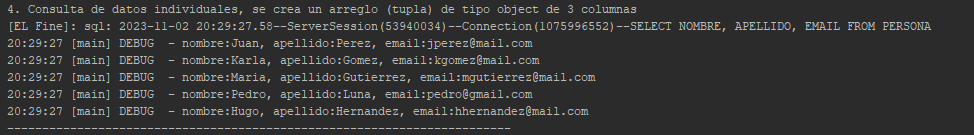 4. Consulta de datos individuales, se crea un arreglo (tupla) de tipo object de 3 columnas
[EL Fine]: sql: 2023-11-02 20:29:27.58--ServerSession(53940034)--Connection(1075996552)--SELECT NOMBRE, APELLIDO, EMAIL FROM PERSONA
20:29:27 [main] DEBUG  - nombre:Juan, apellido:Perez, email:jperez@mail.com
20:29:27 [main] DEBUG  - nombre:Karla, apellido:Gomez, email:kgomez@mail.com
20:29:27 [main] DEBUG  - nombre:Maria, apellido:Gutierrez, email:mgutierrez@mail.com
20:29:27 [main] DEBUG  - nombre:Pedro, apellido:Luna, email:pedro@gmail.com
20:29:27 [main] DEBUG  - nombre:Hugo, apellido:Hernandez, email:hhernandez@mail.com
------------------------------------------------------------------------